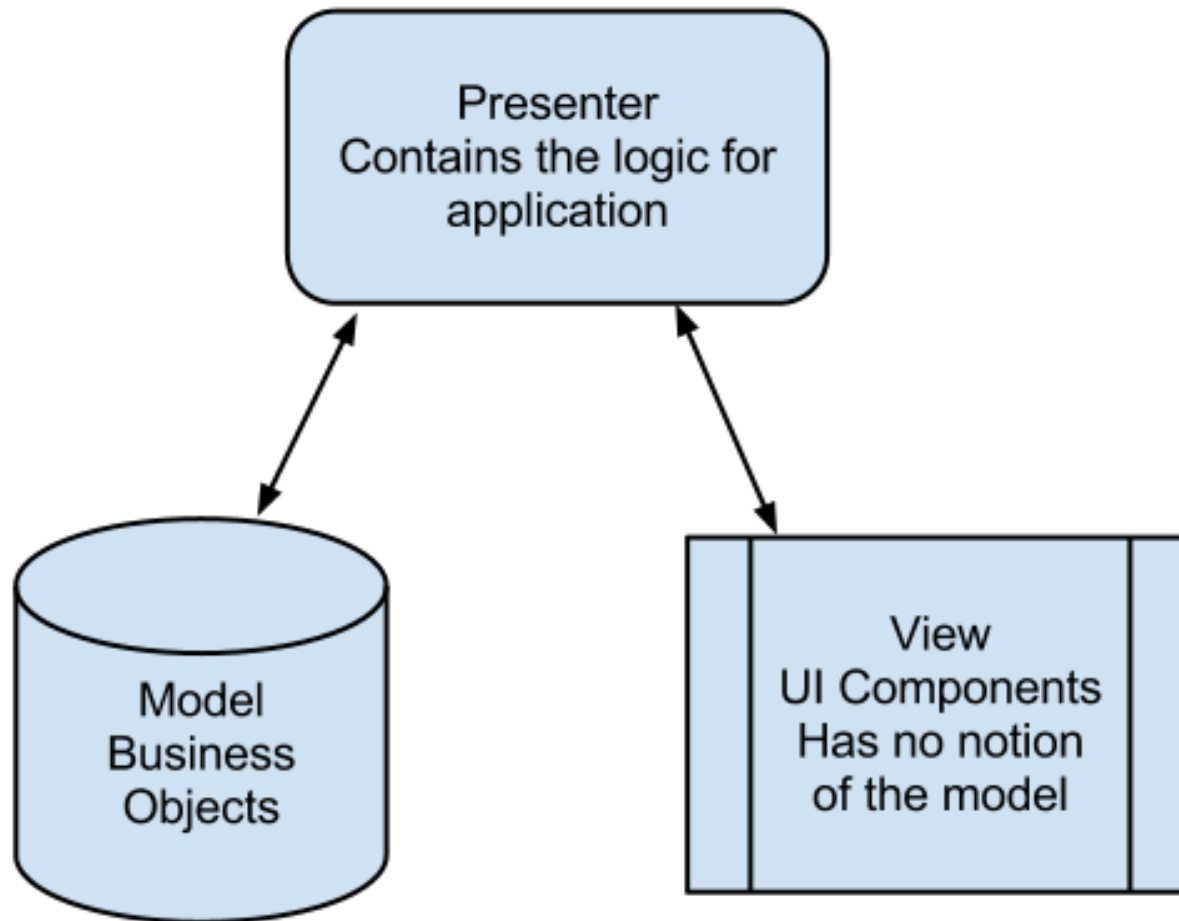 Presenter
Contains the logic for
application
Model
Business
Objects
View
UI Components
Has no notion
of the model